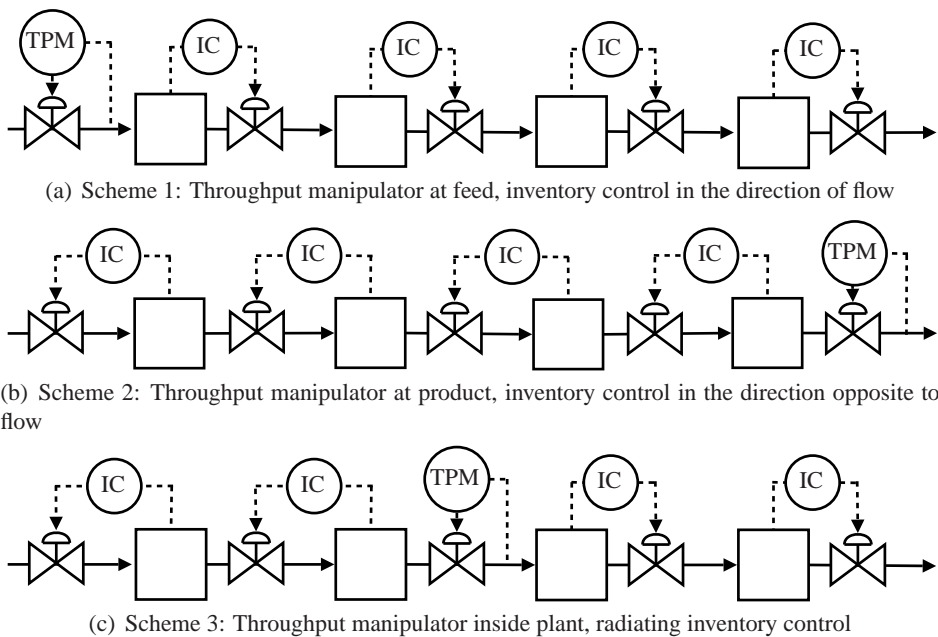 TPM IC IC IC IC
(a) Scheme 1: Throughput manipulator at feed, inventory control in the direction of flow
IC IC IC IC TPM
(b) Scheme 2: Throughput manipulator at product, inventory control in the direction opposite to
flow
IC IC TPM IC IC
(c) Scheme 3: Throughput manipulator inside plant, radiating inventory control